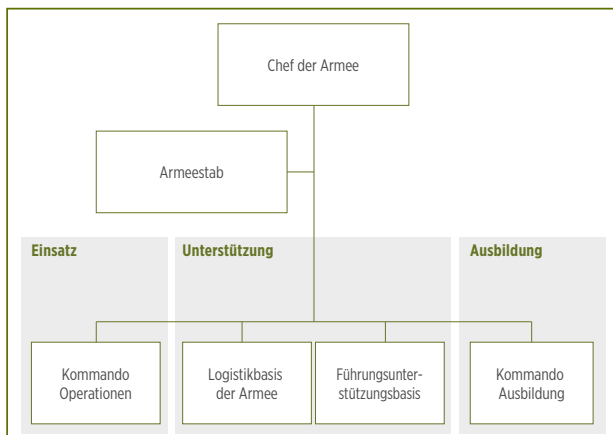 Chef der Armee
Armeestab
Einsatz
Unterstützung
Ausbildung
Kommando
Operationen
Logistikbasis
der Armee
Führungsunter-
stützungsbasis
Kommando
Ausbildung